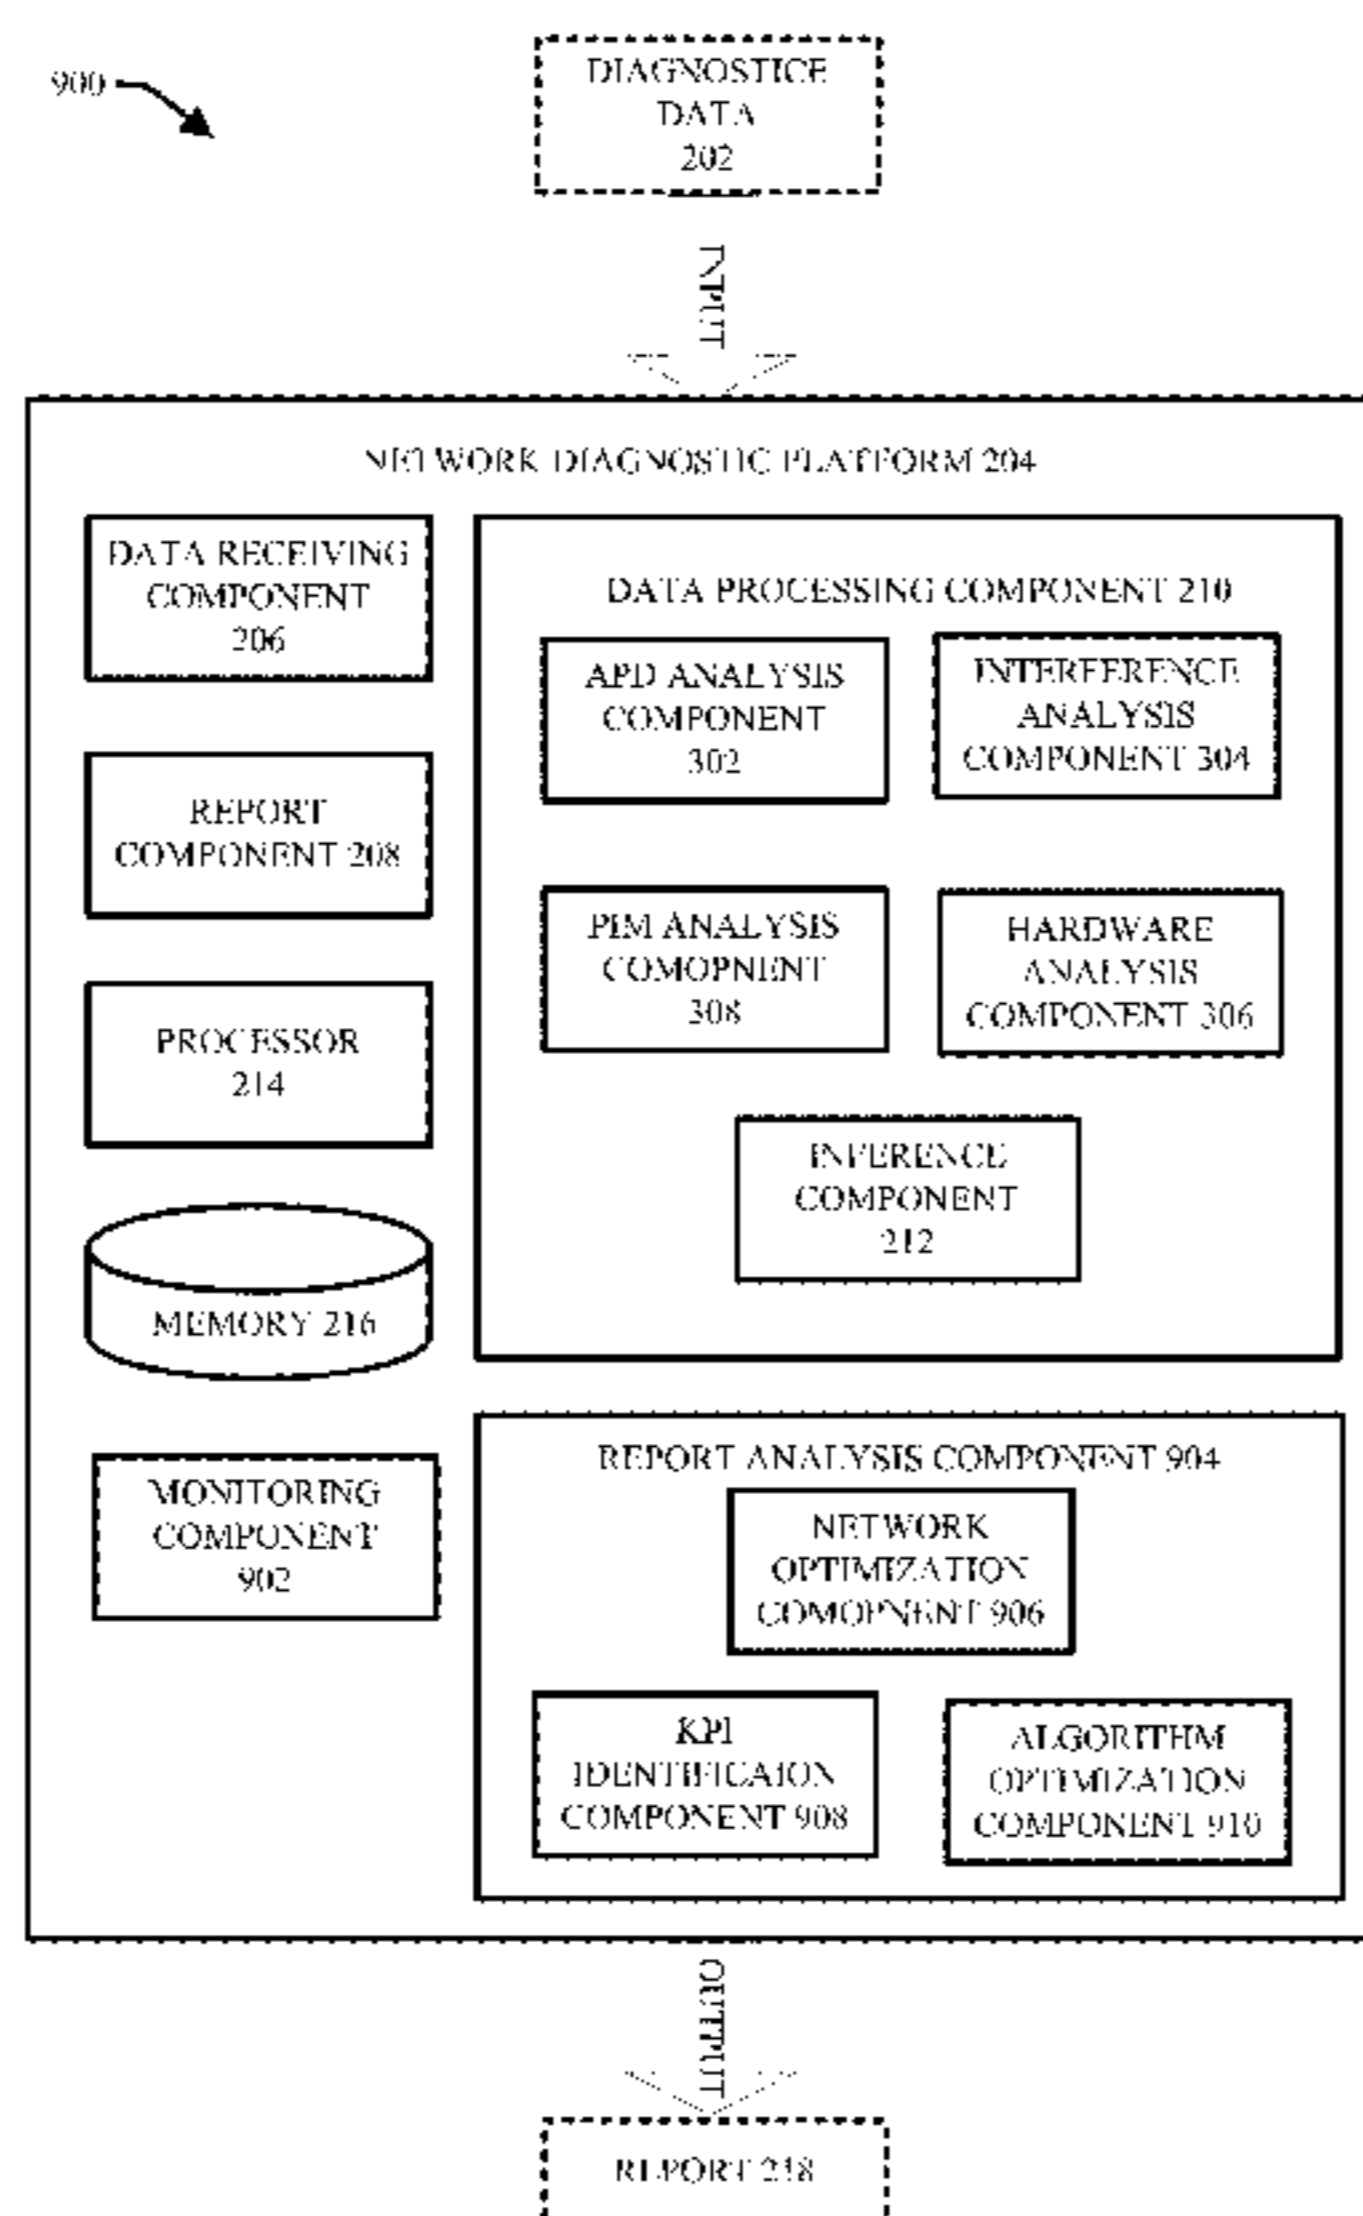 900
DIAGNOSTICE
DATA
202
INPUT
NETWORK DIAGNOSTIC PLATFORM 204
DATA RECEIVING
COMPONENT
206
REPORT
COMPONENT 208
PROCESSOR
214
MEMORY 216
MONITORING
COMPONENT
902
DATA PROCESSING COMPONENT 210
APD ANALYSIS
COMPONENT
302
INTERFERENCE
ANALYSIS
COMPONENT 304
PIM ANALYSIS
COMOPNENT
308
HARDWARE
ANALYSIS
COMPONENT 306
INFERENCE
COMPONENT
212
REPORT ANALYSIS COMPONENT 904
NETWORK
OPTIMIZATION
COMOPNENT 906
KPI
IDENTIFICAION
COMPONENT 908
ALGORITHM
OPTIMIZATION
COMPONENT 910
OUTPUT
REPORT 218